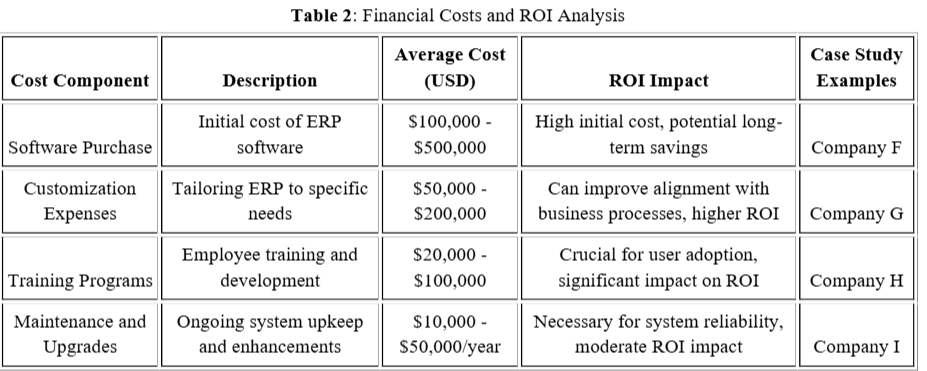 Table 2: Financial Costs and ROI Analysis
Cost Component Description Average Cost (USD) ROI Impact Case Study Examples
Software Purchase Initial cost of ERP software $100,000 - $500,000 High initial cost, potential long-term savings Company F
Customization Expenses Tailoring ERP to specific needs $50,000 - $200,000 Can improve alignment with business processes, higher ROI Company G
Training Programs Employee training and development $20,000 - $100,000 Crucial for user adoption, significant impact on ROI Company H
Maintenance and Upgrades Ongoing system upkeep and enhancements $10,000 - $50,000/year Necessary for system reliability, moderate ROI impact Company I